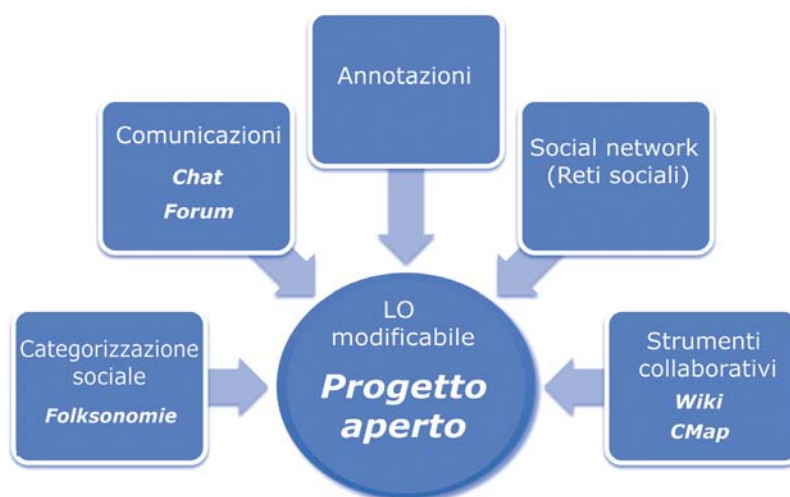 Annotazioni
Comunicazioni
Chat
Forum
Social network
(Reti sociali)
Categorizzazione
sociale
Folksonomie
LO
modificabile
Progetto
aperto
Strumenti
collaborativi
Wiki
CMap